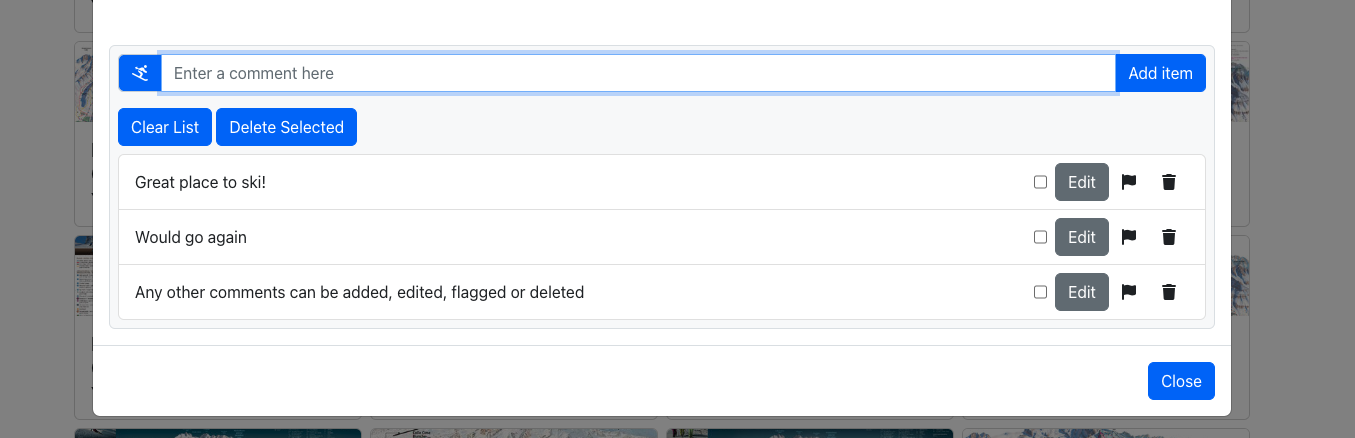 Enter a comment here
Add item
Clear List
Delete Selected
Great place to ski!
Edit
Would go again
Edit
Any other comments can be added, edited, flagged or deleted
Edit
Close